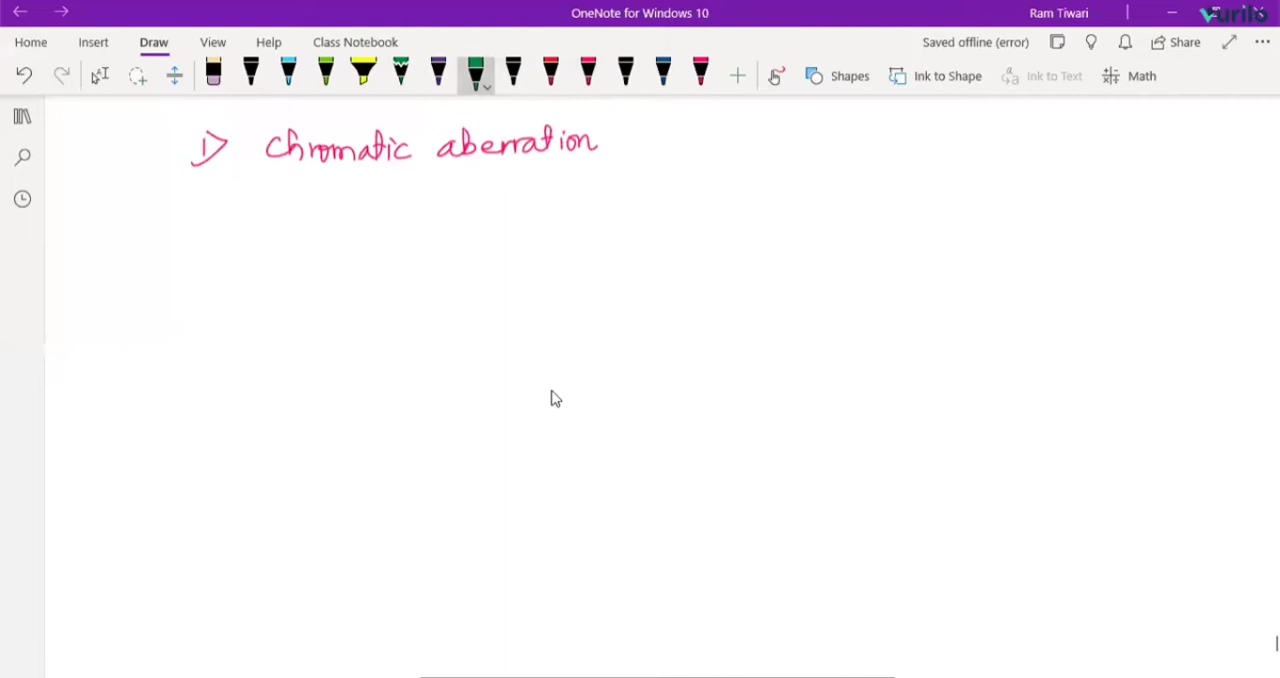 OneNote for Windows 10
Ram Tiwari
Vurilo
Home Insert Draw View Help Class Notebook
Saved offline (error)
Share
Shapes
Ink to Shape
Ink to Text
Math
1) Chromatic aberration